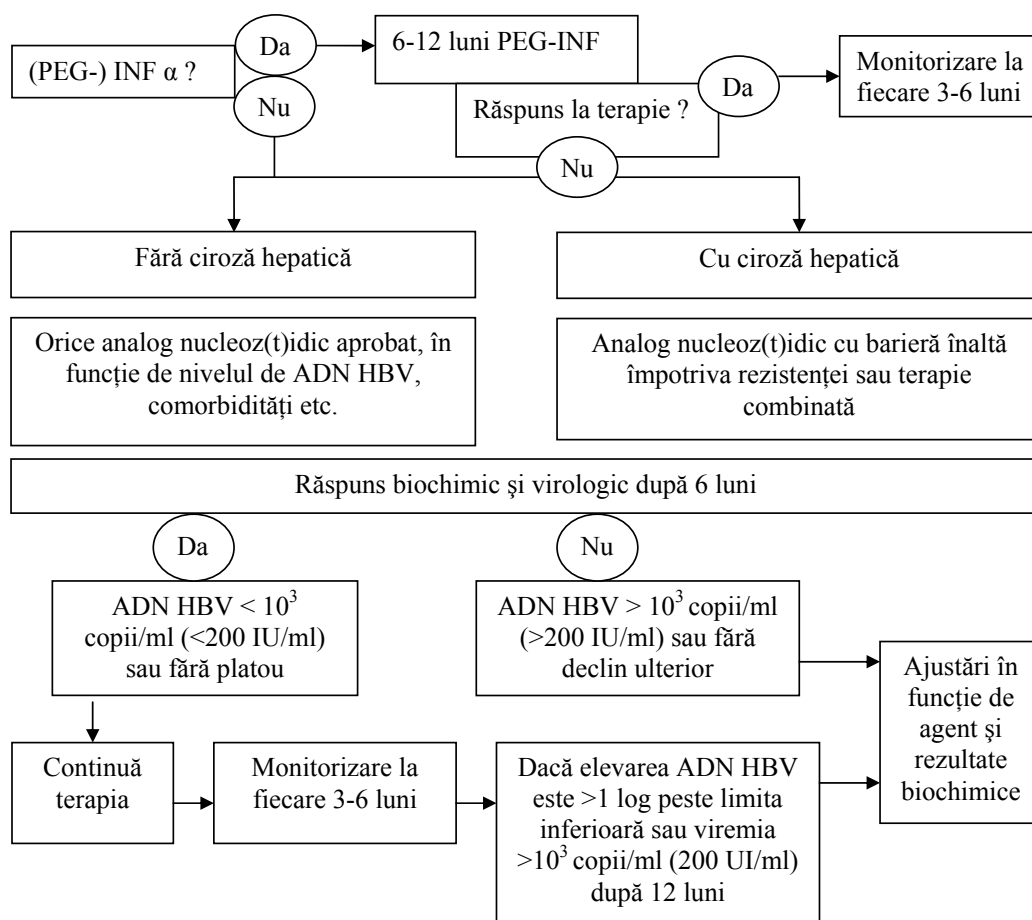 (PEG-) INF α ?
Da
Nu
6-12 luni PEG-INF
Răspuns la terapie ?
Da
Nu
Monitorizare la
fiecare 3-6 luni
Fără ciroză hepatică
Cu ciroză hepatică
Orice analog nucleoz(t)idic aprobat, în
funcţie de nivelul de ADN HBV,
comorbidităţi etc.
Analog nucleoz(t)idic cu barieră înaltă
împotriva rezistenţei sau terapie
combinată
Răspuns biochimic şi virologic după 6 luni
Da
Nu
ADN HBV < 10³
copii/ml (<200 IU/ml)
sau fără platou
ADN HBV > 10³ copii/ml
(>200 IU/ml) sau fără
declin ulterior
Ajustări în
funcţie de
agent şi
rezultate
biochimice
Continuă
terapia
Monitorizare la
fiecare 3-6 luni
Dacă elevarea ADN HBV
este >1 log peste limita
inferioară sau viremia
>10³ copii/ml (200 UI/ml)
după 12 luni